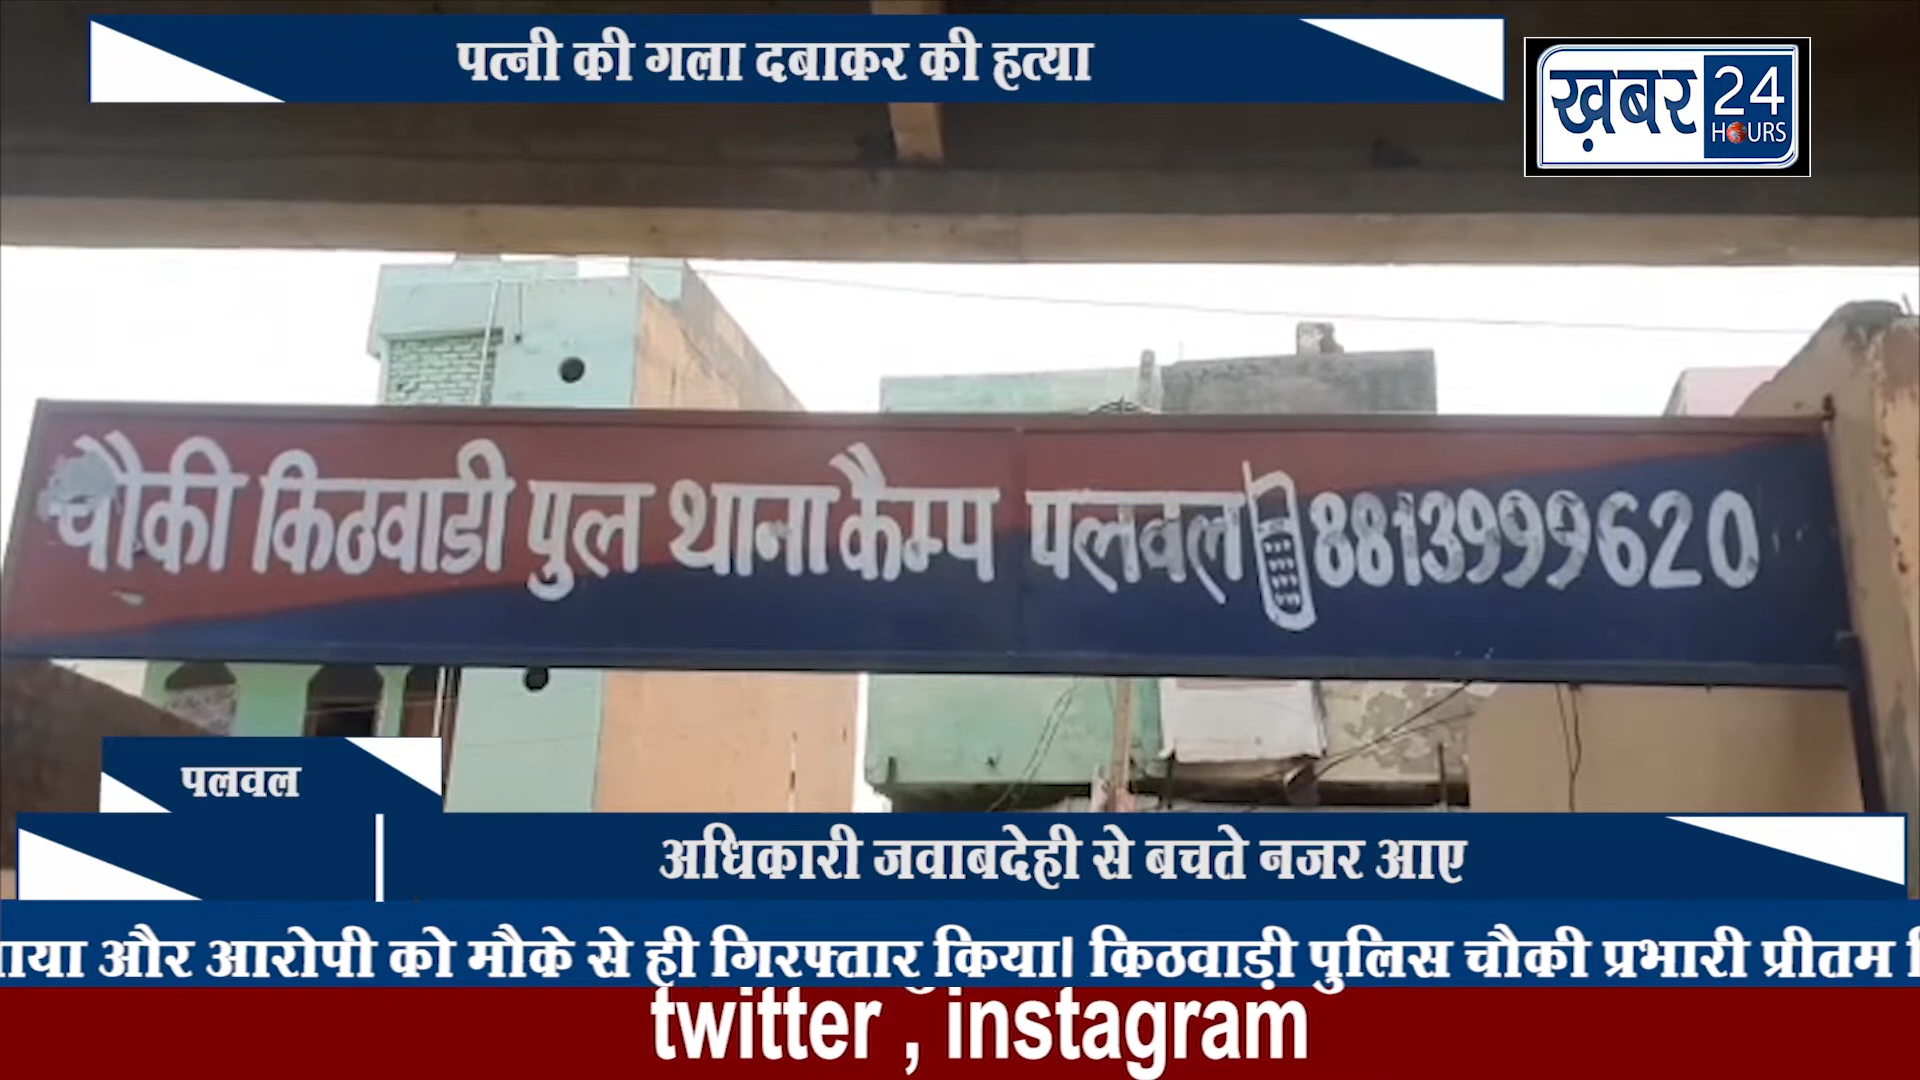 पत्नी की गला दबाकर की हत्या
ख़बर 24 HOURS
चौकी किठवाडी पुल थाना कैम्प पलवल 8813999620
पलवल
अधिकारी जवाबदेही से बचते नजर आए
और आरोपी को मौके से ही गिरफ्तार किया। किठवाड़ी पुलिस चौकी प्रभारी प्रीतम
twitter , instagram